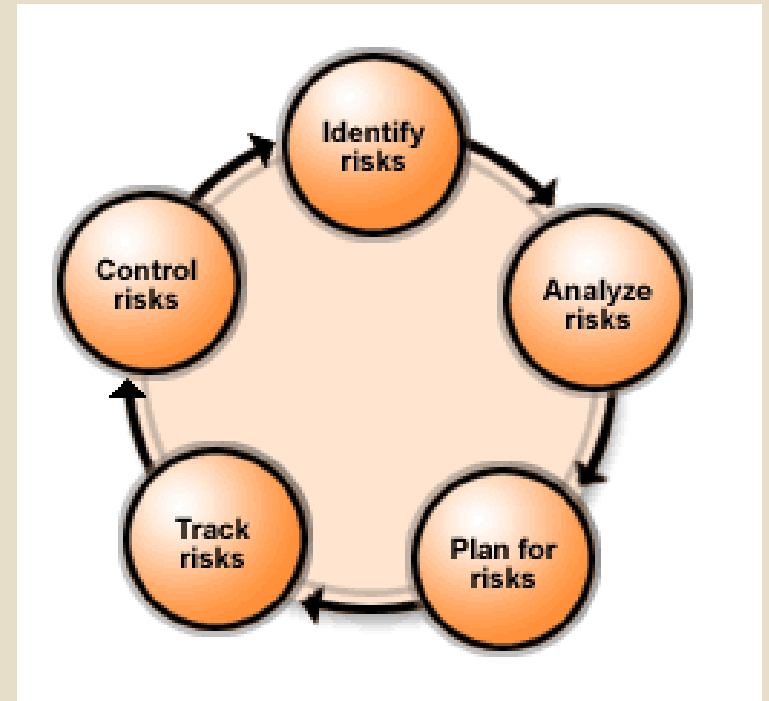 Identify
risks
Analyze
risks
Plan for
risks
Track
risks
Control
risks